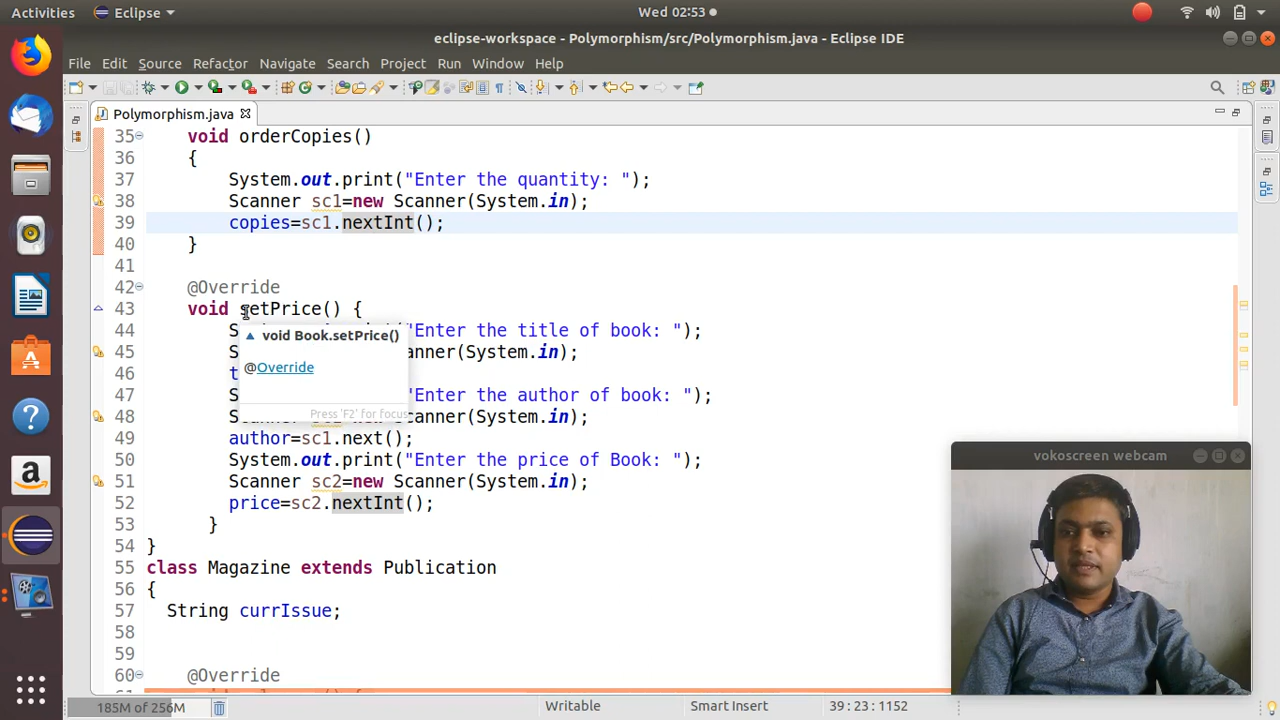 Activities Eclipse Wed 02:53
eclipse-workspace - Polymorphism/src/Polymorphism.java - Eclipse IDE
File Edit Source Refactor Navigate Search Project Run Window Help
Polymorphism.java
35 void orderCopies()
36 {
37 System.out.print("Enter the quantity: ");
38 Scanner sc1=new Scanner(System.in);
39 copies=sc1.nextInt();
40 }
41
42 @Override
43 void setPrice() {
44 S ("Enter the title of book: ");
void Book.setPrice()
45 S anner(System.in);
@Override
46 t
47 S "Enter the author of book: ");
Press 'F2' for focus
48 S anner(System.in);
49 author=sc1.next();
50 System.out.print("Enter the price of Book: ");
51 Scanner sc2=new Scanner(System.in);
52 price=sc2.nextInt();
53 }
54 }
55 class Magazine extends Publication
56 {
57 String currIssue;
58
59
60 @Override
vokoscreen webcam
185M of 256M Writable Smart Insert 39 : 23 : 1152